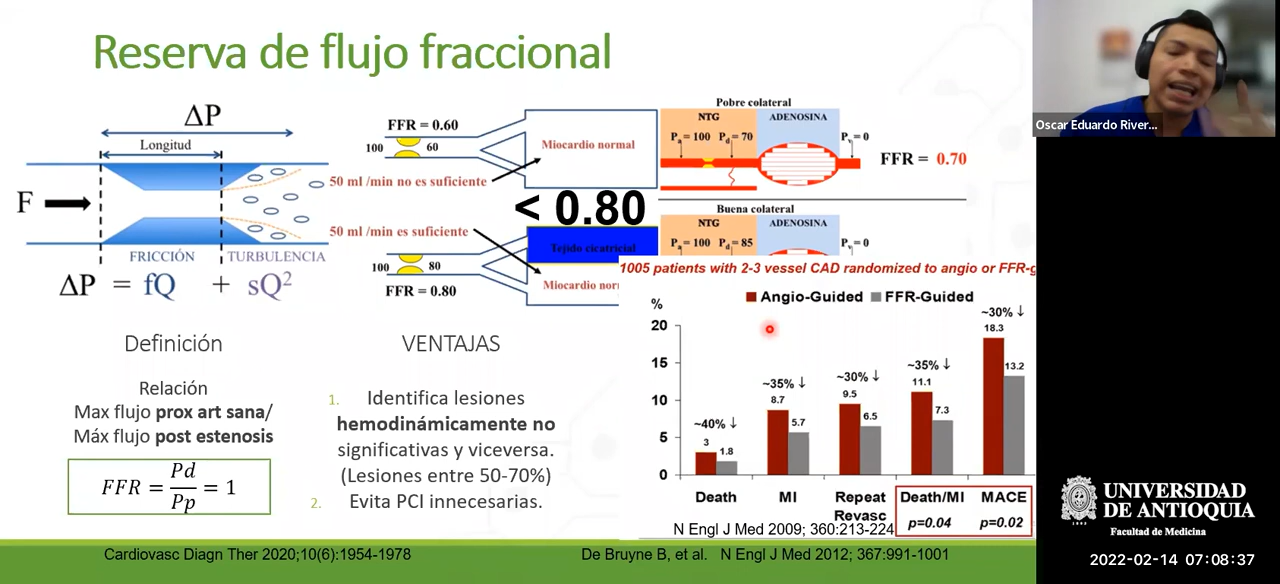 Reserva de flujo fraccional
ΔP
Longitud
F
FRICCIÓN
TURBULENCIA
ΔP = fQ + sQ²
FFR = 0.60
100
60
Miocardio normal
50 ml /min no es suficiente
< 0.80
50 ml /min es suficiente
Tejido cicatricial
100
80
FFR = 0.80
Miocardio nor
Pobre colateral
NTG
ADENOSINA
Pa = 100 Pd = 70
Pv = 0
FFR = 0.70
Buena colateral
NTG
ADENOSINA
Pa = 100 Pd = 85
Pv = 0
1005 patients with 2-3 vessel CAD randomized to angio or FFR-g
%
Angio-Guided
FFR-Guided
20
15
10
5
0
~40% ↓
3
1.8
~35% ↓
8.7
5.7
~30% ↓
9.5
6.5
~35% ↓
11.1
7.3
~30% ↓
18.3
13.2
Death
MI
Repeat
Revasc
Death/MI
p=0.04
MACE
p=0.02
N Engl J Med 2009; 360:213-224
Definición
Relación
Max flujo prox art sana/
Máx flujo post estenosis
FFR = Pd/Pp = 1
VENTAJAS
1. Identifica lesiones
hemodinámicamente no
significativas y viceversa.
(Lesiones entre 50-70%)
2. Evita PCI innecesarias.
Cardiovasc Diagn Ther 2020;10(6):1954-1978
De Bruyne B, et al. N Engl J Med 2012; 367:991-1001
Oscar Eduardo River...
1803
UNIVERSIDAD
DE ANTIOQUIA
Facultad de Medicina
2022-02-14 07:08:37